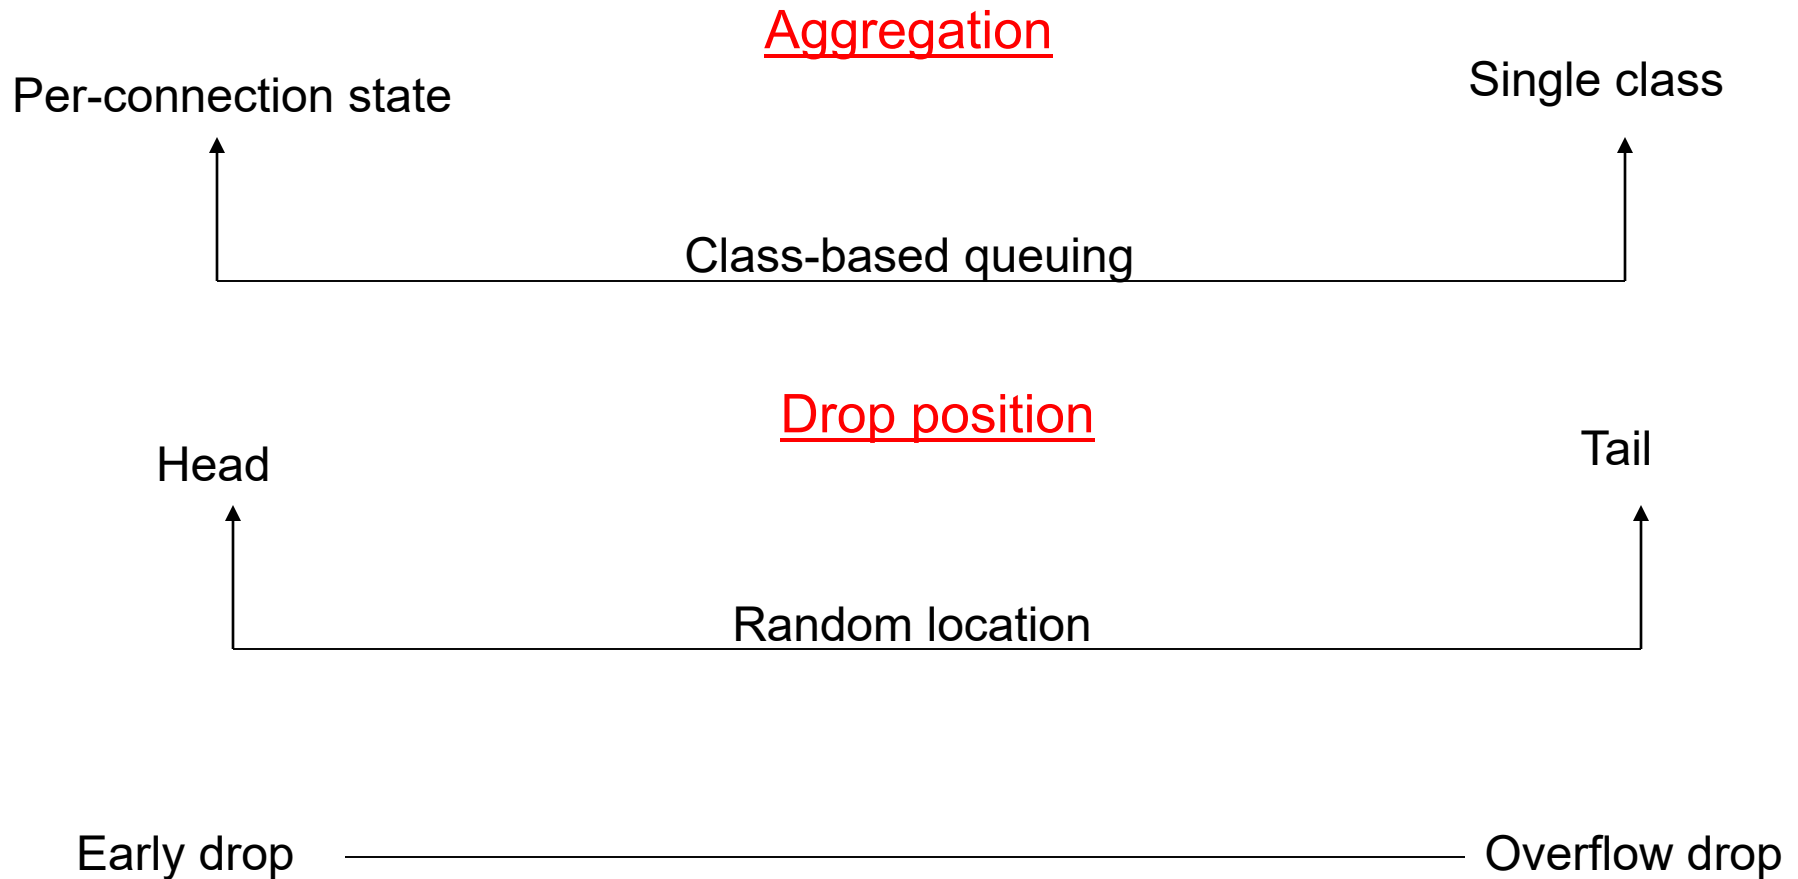 Aggregation
Per-connection state
Single class
Class-based queuing
Drop position
Head
Tail
Random location
Early drop
Overflow drop